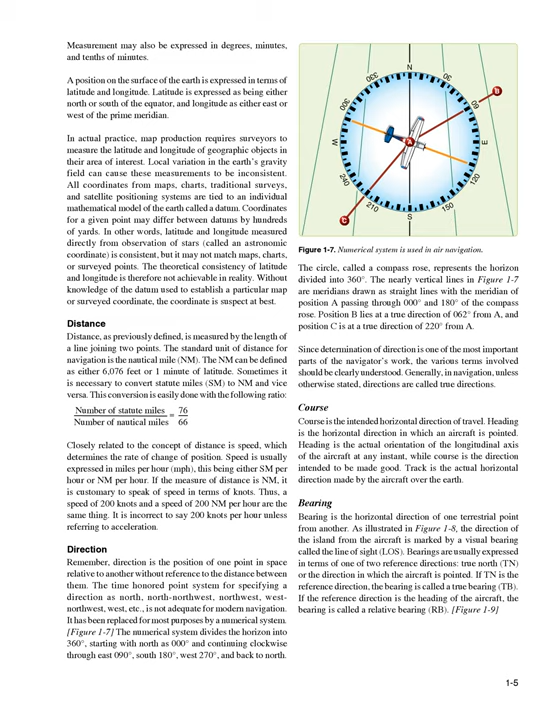 Measurement may also be expressed in degrees, minutes,
and tenths of minutes.
A position on the surface of the earth is expressed in terms of
latitude and longitude. Latitude is expressed as being either
north or south of the equator, and longitude as either east or
west of the prime meridian.
In actual practice, map production requires surveyors to
measure the latitude and longitude of geographic objects in
their area of interest. Local variation in the earth's gravity
field can cause these measurements to be inconsistent.
All coordinates from maps, charts, traditional surveys,
and satellite positioning systems are tied to an individual
mathematical model of the earth called a datum. Coordinates
for a given point may differ between datums by hundreds
of yards. In other words, latitude and longitude measured
directly from observation of stars (called an astronomic
coordinate) is consistent, but it may not match maps, charts,
or surveyed points. The theoretical consistency of latitude
and longitude is therefore not achievable in reality. Without
knowledge of the datum used to establish a particular map
or surveyed coordinate, the coordinate is suspect at best.
Distance
Distance, as previously defined, is measured by the length of
a line joining two points. The standard unit of distance for
navigation is the nautical mile (NM). The NM can be defined
as either 6,076 feet or 1 minute of latitude. Sometimes it
is necessary to convert statute miles (SM) to NM and vice
versa. This conversion is easily done with the following ratio:
Number of statute miles = 76
Number of nautical miles 66
Closely related to the concept of distance is speed, which
determines the rate of change of position. Speed is usually
expressed in miles per hour (mph), this being either SM per
hour or NM per hour. If the measure of distance is NM, it
is customary to speak of speed in terms of knots. Thus, a
speed of 200 knots and a speed of 200 NM per hour are the
same thing. It is incorrect to say 200 knots per hour unless
referring to acceleration.
Direction
Remember, direction is the position of one point in space
relative to another without reference to the distance between
them. The time honored point system for specifying a
direction as north, north-northwest, northwest, west-
northwest, west, etc., is not adequate for modern navigation.
It has been replaced for most purposes by a numerical system.
[Figure 1-7] The numerical system divides the horizon into
360°, starting with north as 000° and continuing clockwise
through east 090°, south 180°, west 270°, and back to north.
N
330
30
300
60
B
W
A
E
240
120
C
210
150
S
Figure 1-7. Numerical system is used in air navigation.
The circle, called a compass rose, represents the horizon
divided into 360°. The nearly vertical lines in Figure 1-7
are meridians drawn as straight lines with the meridian of
position A passing through 000° and 180° of the compass
rose. Position B lies at a true direction of 062° from A, and
position C is at a true direction of 220° from A.
Since determination of direction is one of the most important
parts of the navigator's work, the various terms involved
should be clearly understood. Generally, in navigation, unless
otherwise stated, directions are called true directions.
Course
Course is the intended horizontal direction of travel. Heading
is the horizontal direction in which an aircraft is pointed.
Heading is the actual orientation of the longitudinal axis
of the aircraft at any instant, while course is the direction
intended to be made good. Track is the actual horizontal
direction made by the aircraft over the earth.
Bearing
Bearing is the horizontal direction of one terrestrial point
from another. As illustrated in Figure 1-8, the direction of
the island from the aircraft is marked by a visual bearing
called the line of sight (LOS). Bearings are usually expressed
in terms of one of two reference directions: true north (TN)
or the direction in which the aircraft is pointed. If TN is the
reference direction, the bearing is called a true bearing (TB).
If the reference direction is the heading of the aircraft, the
bearing is called a relative bearing (RB). [Figure 1-9]
1-5